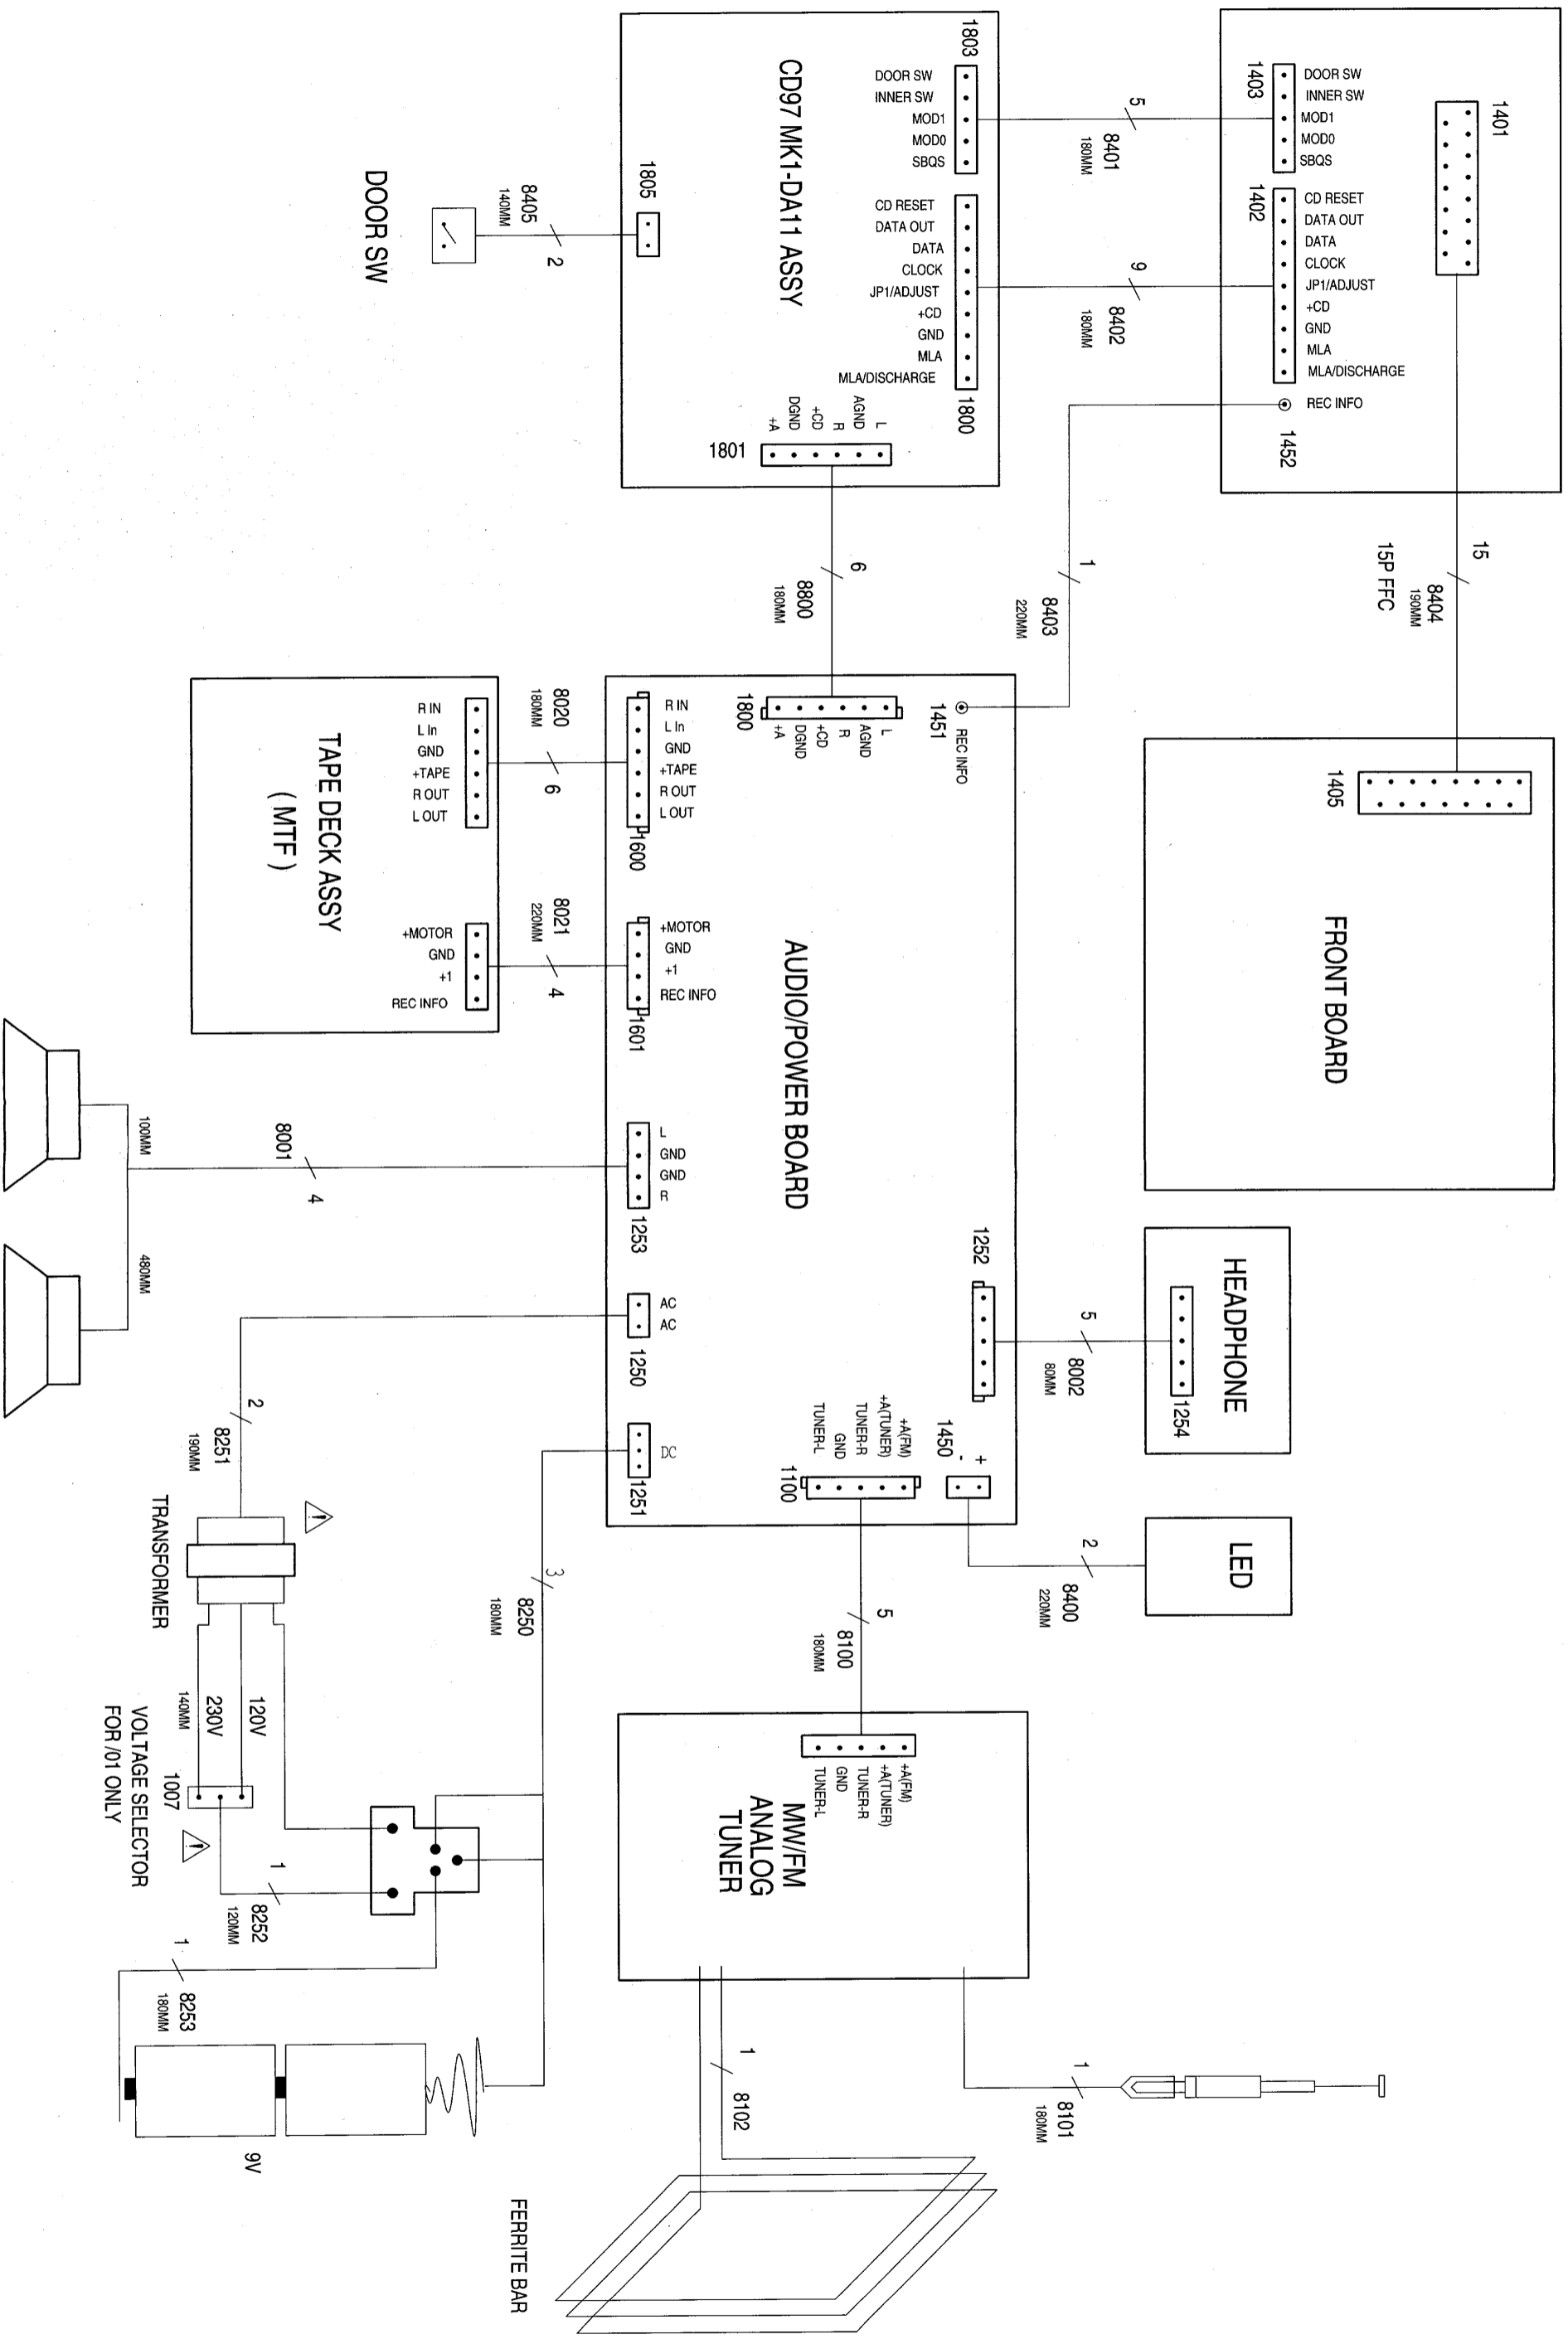 1401
1403
DOOR SW
INNER SW
MOD1
MOD0
SBQS
1402
CD RESET
DATA OUT
DATA
CLOCK
JP1/ADJUST
+CD
GND
MLA
MLA/DISCHARGE
REC INFO
1452
5
8401
180MM
9
8402
180MM
1803
DOOR SW
INNER SW
MOD1
MOD0
SBQS
CD RESET
DATA OUT
DATA
CLOCK
JP1/ADJUST
+CD
GND
MLA
MLA/DISCHARGE
1800
CD97 MK1-DA11 ASSY
L
AGND
R
+CD
DGND
+A
1801
1805
8405
140MM
2
DOOR SW
15
8404
190MM
15P FFC
1
8403
220MM
6
8800
180MM
1405
FRONT BOARD
HEADPHONE
1254
5
8002
80MM
LED
2
8400
220MM
1451
REC INFO
1800
L
AGND
R
+CD
DGND
+A
AUDIO/POWER BOARD
1252
1450
+
-
+A(FM)
+A(TUNER)
TUNER-R
GND
TUNER-L
1100
R IN
L In
GND
+TAPE
R OUT
L OUT
1600
+MOTOR
GND
+1
REC INFO
1601
L
GND
GND
R
1253
AC
AC
1250
DC
1251
8020
180MM
6
8021
220MM
4
R IN
L In
GND
+TAPE
R OUT
L OUT
+MOTOR
GND
+1
REC INFO
TAPE DECK ASSY
( MTF )
8001
4
100MM
480MM
2
8251
190MM
TRANSFORMER
3
8250
180MM
120V
230V
140MM
1007
VOLTAGE SELECTOR
FOR /01 ONLY
1
8252
120MM
1
8253
180MM
9V
5
8100
180MM
+A(FM)
+A(TUNER)
TUNER-R
GND
TUNER-L
MW/FM
ANALOG
TUNER
1
8101
180MM
1
8102
FERRITE BAR